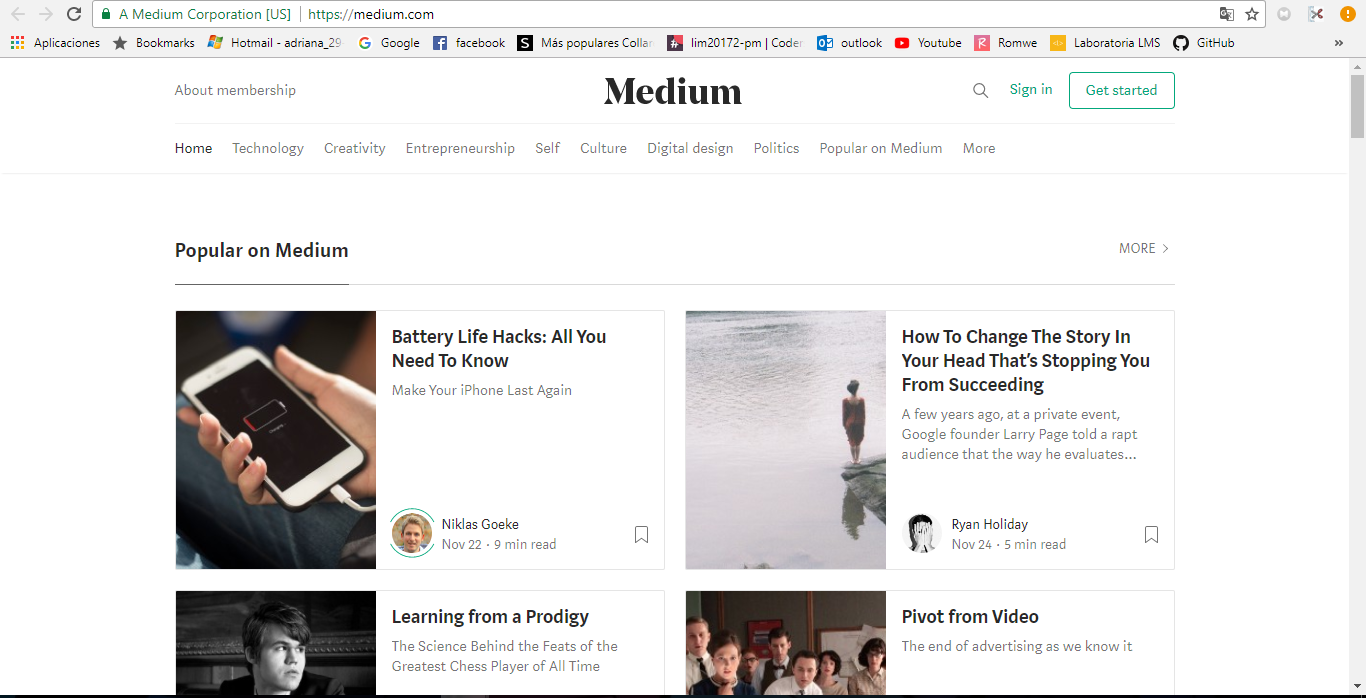 A Medium Corporation [US] https://medium.com
Aplicaciones Bookmarks Hotmail - adriana_29 Google facebook Más populares Collar lim20172-pm | Coder outlook Youtube Romwe Laboratoria LMS GitHub »
About membership Medium Sign in Get started
Home Technology Creativity Entrepreneurship Self Culture Digital design Politics Popular on Medium More
Popular on Medium MORE
Battery Life Hacks: All You
Need To Know
Make Your iPhone Last Again
Niklas Goeke
Nov 22 · 9 min read
How To Change The Story In
Your Head That’s Stopping You
From Succeeding
A few years ago, at a private event,
Google founder Larry Page told a rapt
audience that the way he evaluates...
Ryan Holiday
Nov 24 · 5 min read
Learning from a Prodigy
The Science Behind the Feats of the
Greatest Chess Player of All Time
Pivot from Video
The end of advertising as we know it